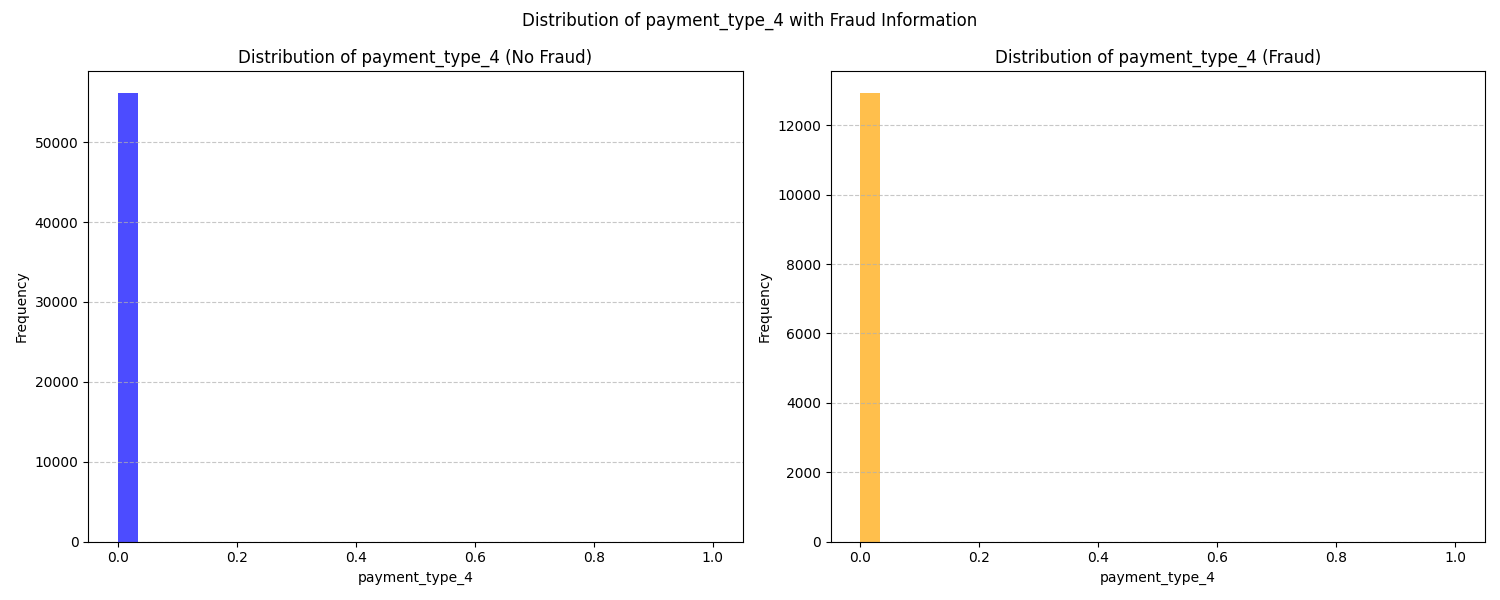 Distribution of payment_type_4 with Fraud Information
Distribution of payment_type_4 (No Fraud)
Frequency
50000
40000
30000
20000
10000
0
0.0 0.2 0.4 0.6 0.8 1.0
payment_type_4
Distribution of payment_type_4 (Fraud)
Frequency
12000
10000
8000
6000
4000
2000
0
0.0 0.2 0.4 0.6 0.8 1.0
payment_type_4